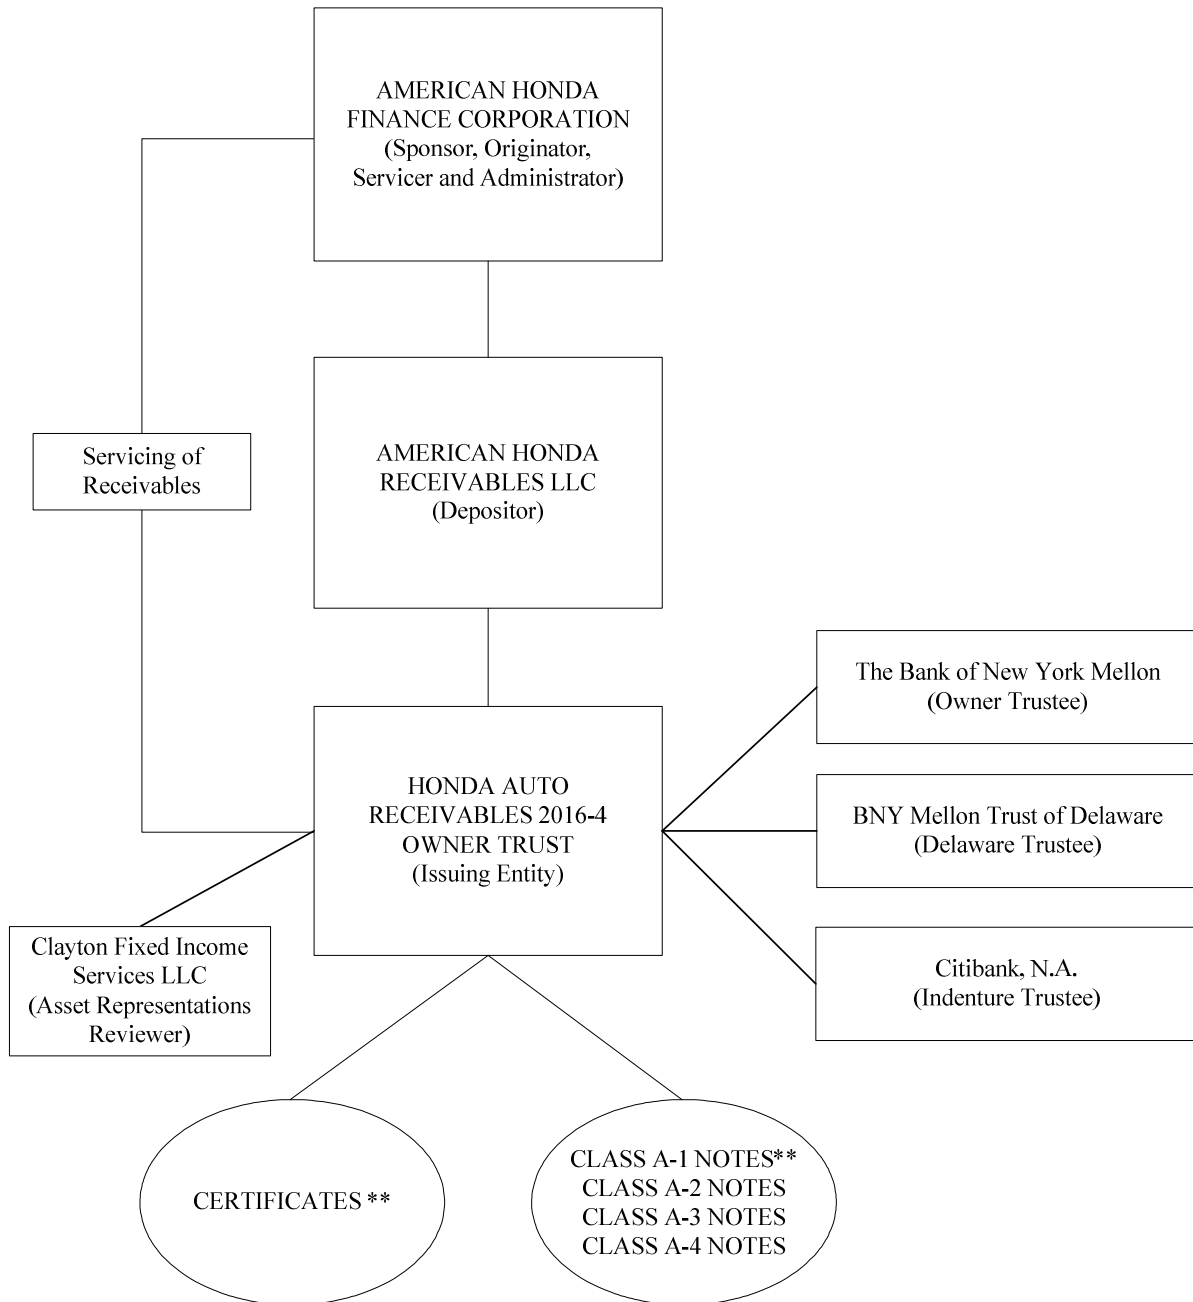 AMERICAN HONDA
FINANCE CORPORATION
(Sponsor, Originator,
Servicer and Administrator)
Servicing of
Receivables
AMERICAN HONDA
RECEIVABLES LLC
(Depositor)
The Bank of New York Mellon
(Owner Trustee)
HONDA AUTO
RECEIVABLES 2016-4
OWNER TRUST
(Issuing Entity)
BNY Mellon Trust of Delaware
(Delaware Trustee)
Clayton Fixed Income
Services LLC
(Asset Representations
Reviewer)
Citibank, N.A.
(Indenture Trustee)
CERTIFICATES **
CLASS A-1 NOTES**
CLASS A-2 NOTES
CLASS A-3 NOTES
CLASS A-4 NOTES